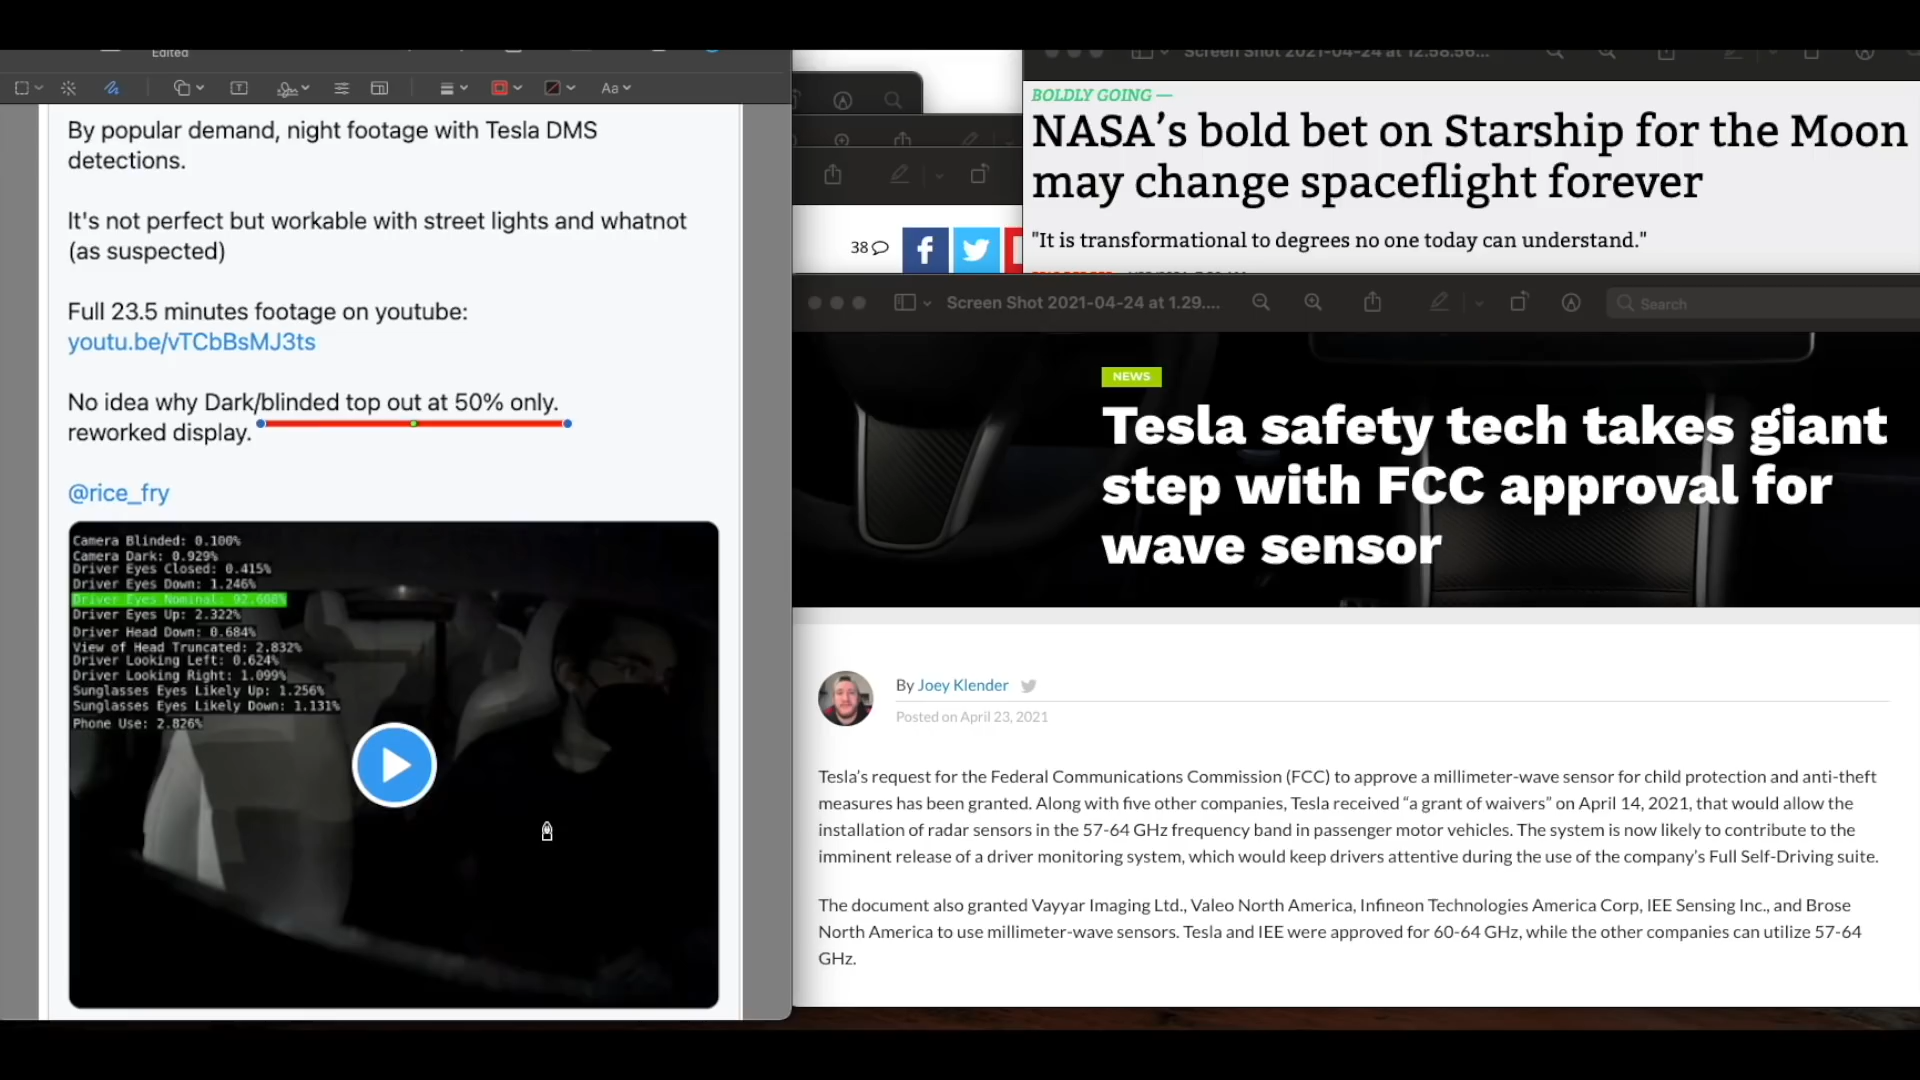 Edited
Aa
By popular demand, night footage with Tesla DMS
detections.
It's not perfect but workable with street lights and whatnot
(as suspected)
Full 23.5 minutes footage on youtube:
youtu.be/vTCbBsMJ3ts
No idea why Dark/blinded top out at 50% only.
reworked display.
@rice_fry
Camera Blinded: 0.100%
Camera Dark: 0.929%
Driver Eyes Closed: 0.415%
Driver Eyes Down: 1.246%
Driver Eyes Nominal: 92.608%
Driver Eyes Up: 2.322%
Driver Head Down: 0.684%
View of Head Truncated: 2.832%
Driver Looking Left: 0.624%
Driver Looking Right: 1.099%
Sunglasses Eyes Likely Up: 1.256%
Sunglasses Eyes Likely Down: 1.131%
Phone Use: 2.826%
38
Screen Shot 2021-04-24 at 12.58.56...
BOLDLY GOING —
NASA's bold bet on Starship for the Moon
may change spaceflight forever
"It is transformational to degrees no one today can understand."
Screen Shot 2021-04-24 at 1.29....
Search
NEWS
Tesla safety tech takes giant
step with FCC approval for
wave sensor
By Joey Klender
Posted on April 23, 2021
Tesla's request for the Federal Communications Commission (FCC) to approve a millimeter-wave sensor for child protection and anti-theft
measures has been granted. Along with five other companies, Tesla received “a grant of waivers” on April 14, 2021, that would allow the
installation of radar sensors in the 57-64 GHz frequency band in passenger motor vehicles. The system is now likely to contribute to the
imminent release of a driver monitoring system, which would keep drivers attentive during the use of the company's Full Self-Driving suite.
The document also granted Vayyar Imaging Ltd., Valeo North America, Infineon Technologies America Corp, IEE Sensing Inc., and Brose
North America to use millimeter-wave sensors. Tesla and IEE were approved for 60-64 GHz, while the other companies can utilize 57-64
GHz.